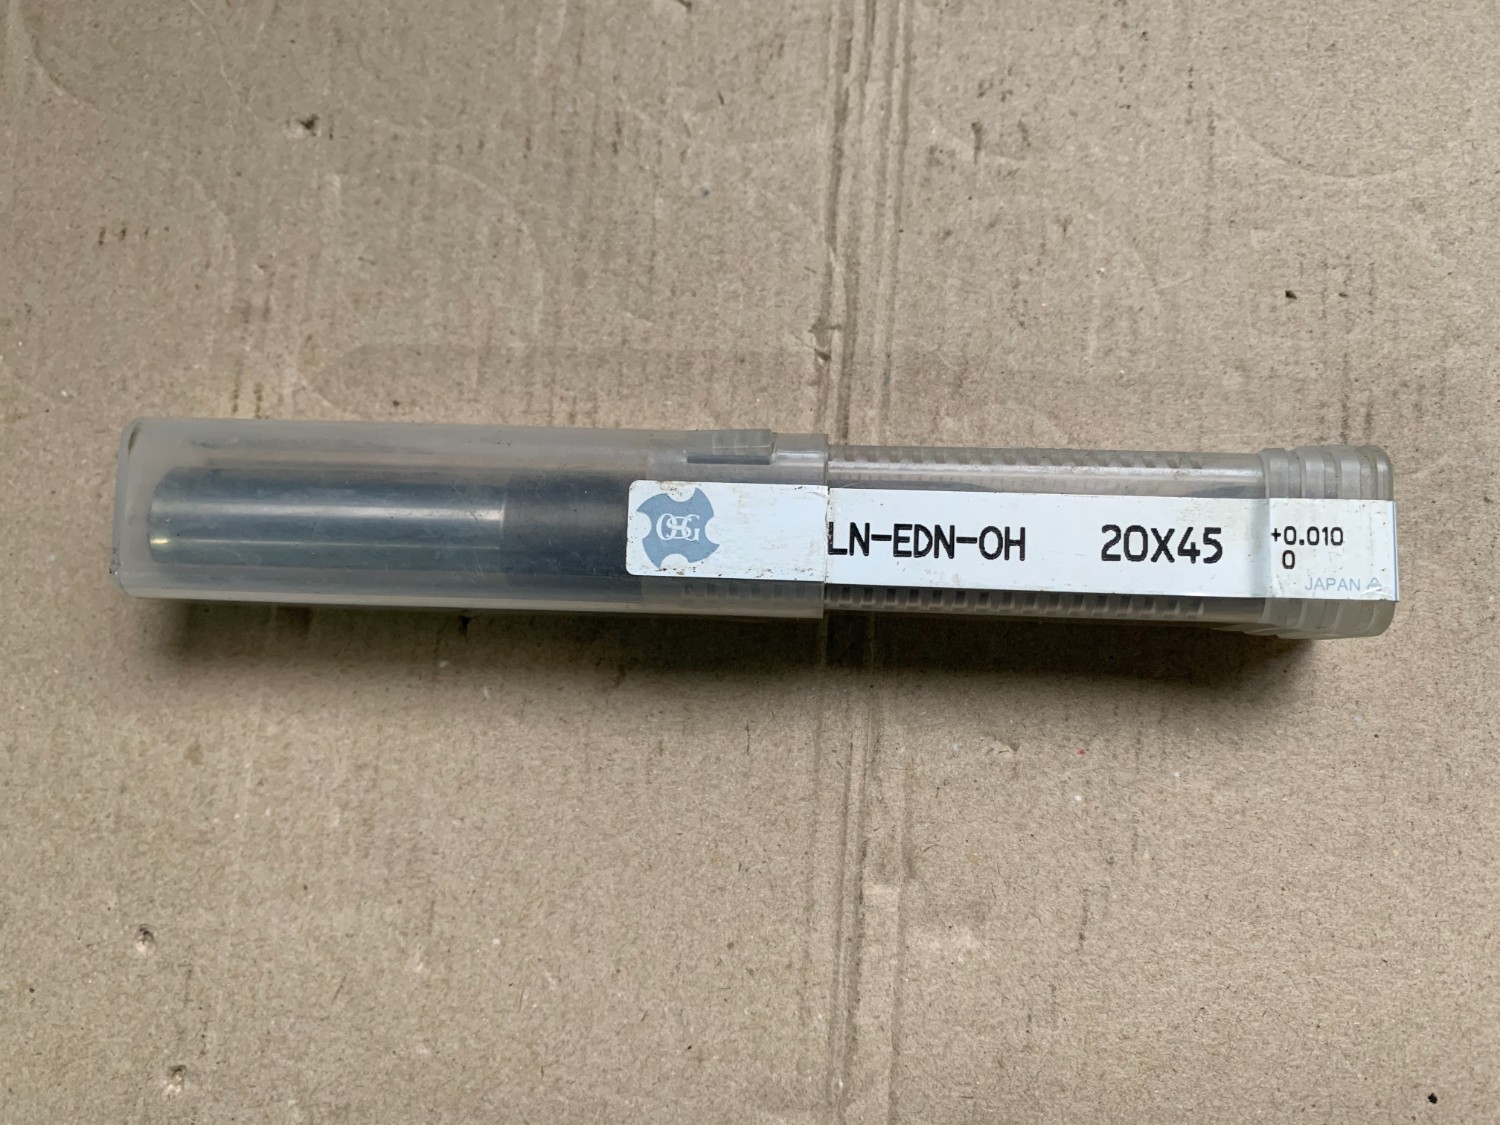 OSG
LN-EDN-OH 20X45 +0.010
0
JAPAN